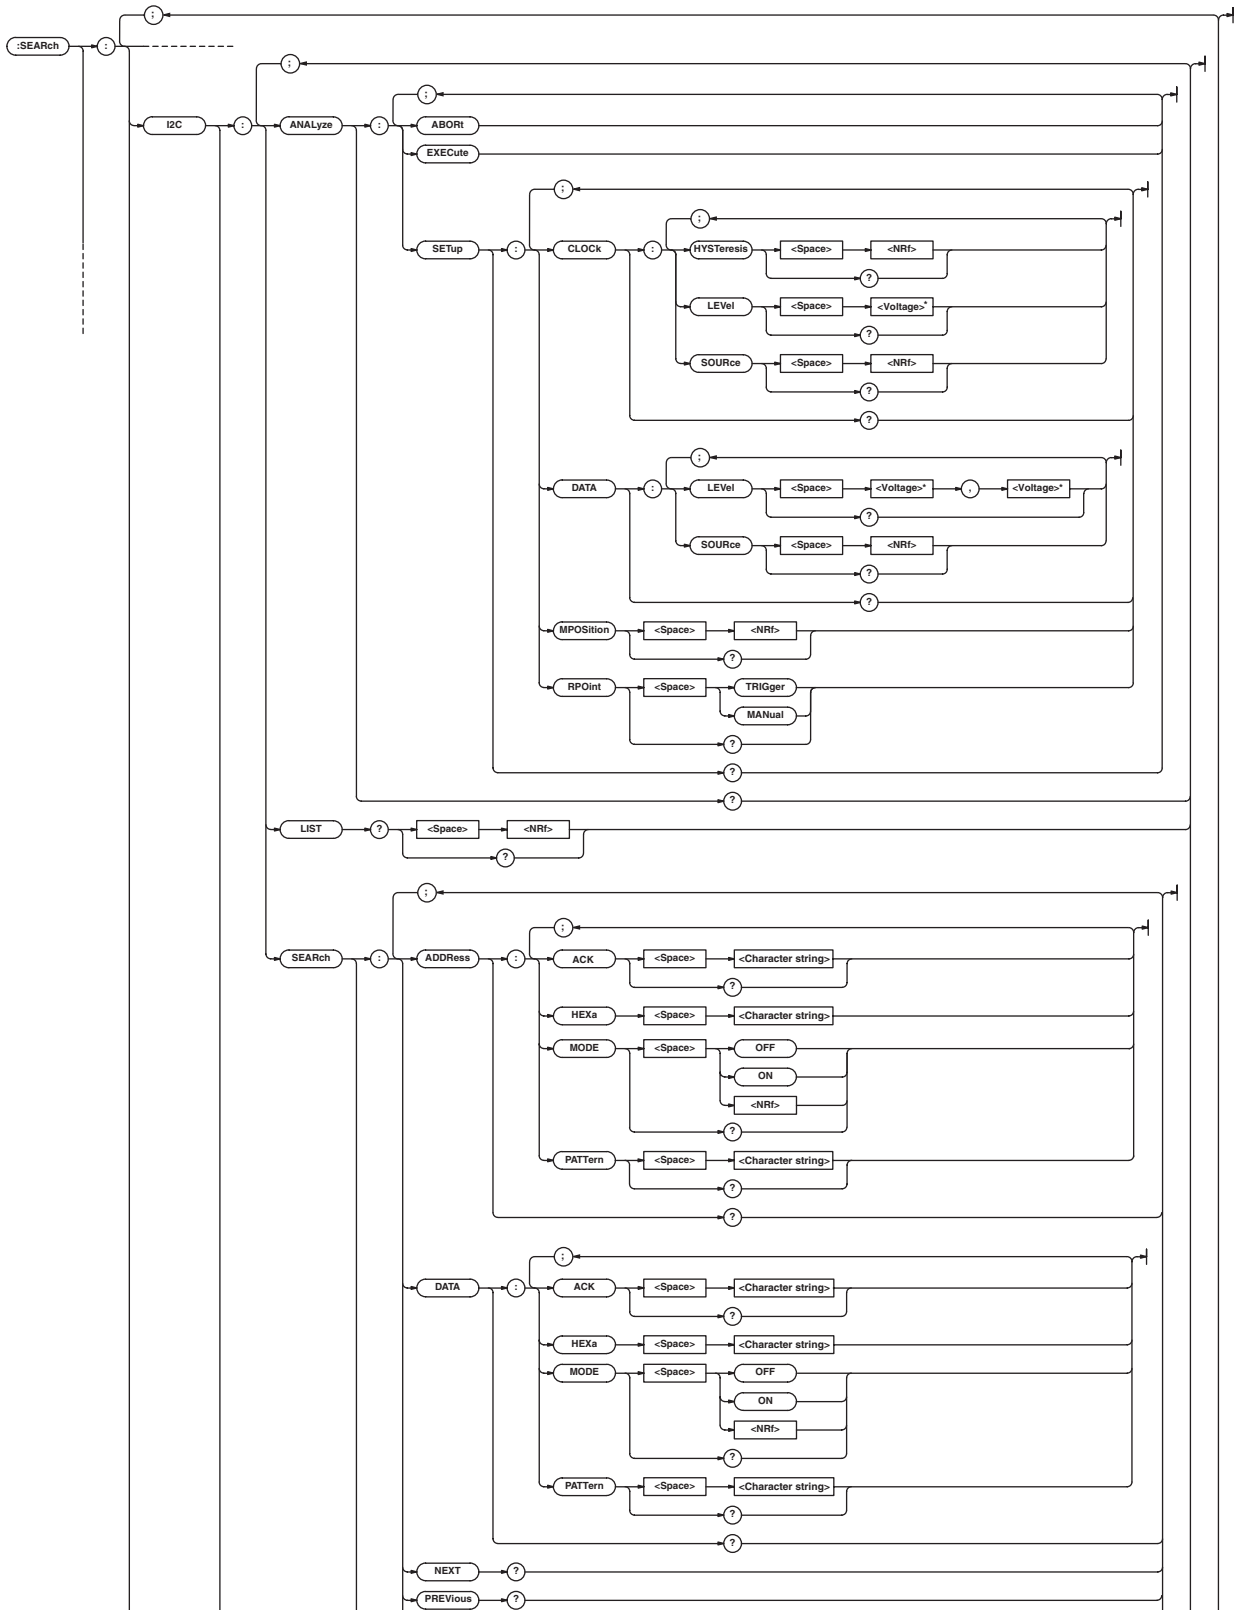 ;
:SEARch :
;
;
I2C : ANALyze : ABORt
EXECute
;
;
SETup : CLOCk : HYSTeresis <Space> <NRf>
?
LEVel <Space> <Voltage>*
?
SOURce <Space> <NRf>
?
?
;
DATA : LEVel <Space> <Voltage>* , <Voltage>*
?
SOURce <Space> <NRf>
?
?
MPOSition <Space> <NRf>
?
RPOint <Space> TRIGger
MANual
?
?
?
LIST ? <Space> <NRf>
?
;
;
SEARch : ADDRess : ACK <Space> <Character string>
?
HEXa <Space> <Character string>
MODE <Space> OFF
ON
<NRf>
?
PATTern <Space> <Character string>
?
?
;
DATA : ACK <Space> <Character string>
?
HEXa <Space> <Character string>
MODE <Space> OFF
ON
<NRf>
?
PATTern <Space> <Character string>
?
?
NEXT ?
PREVious ?